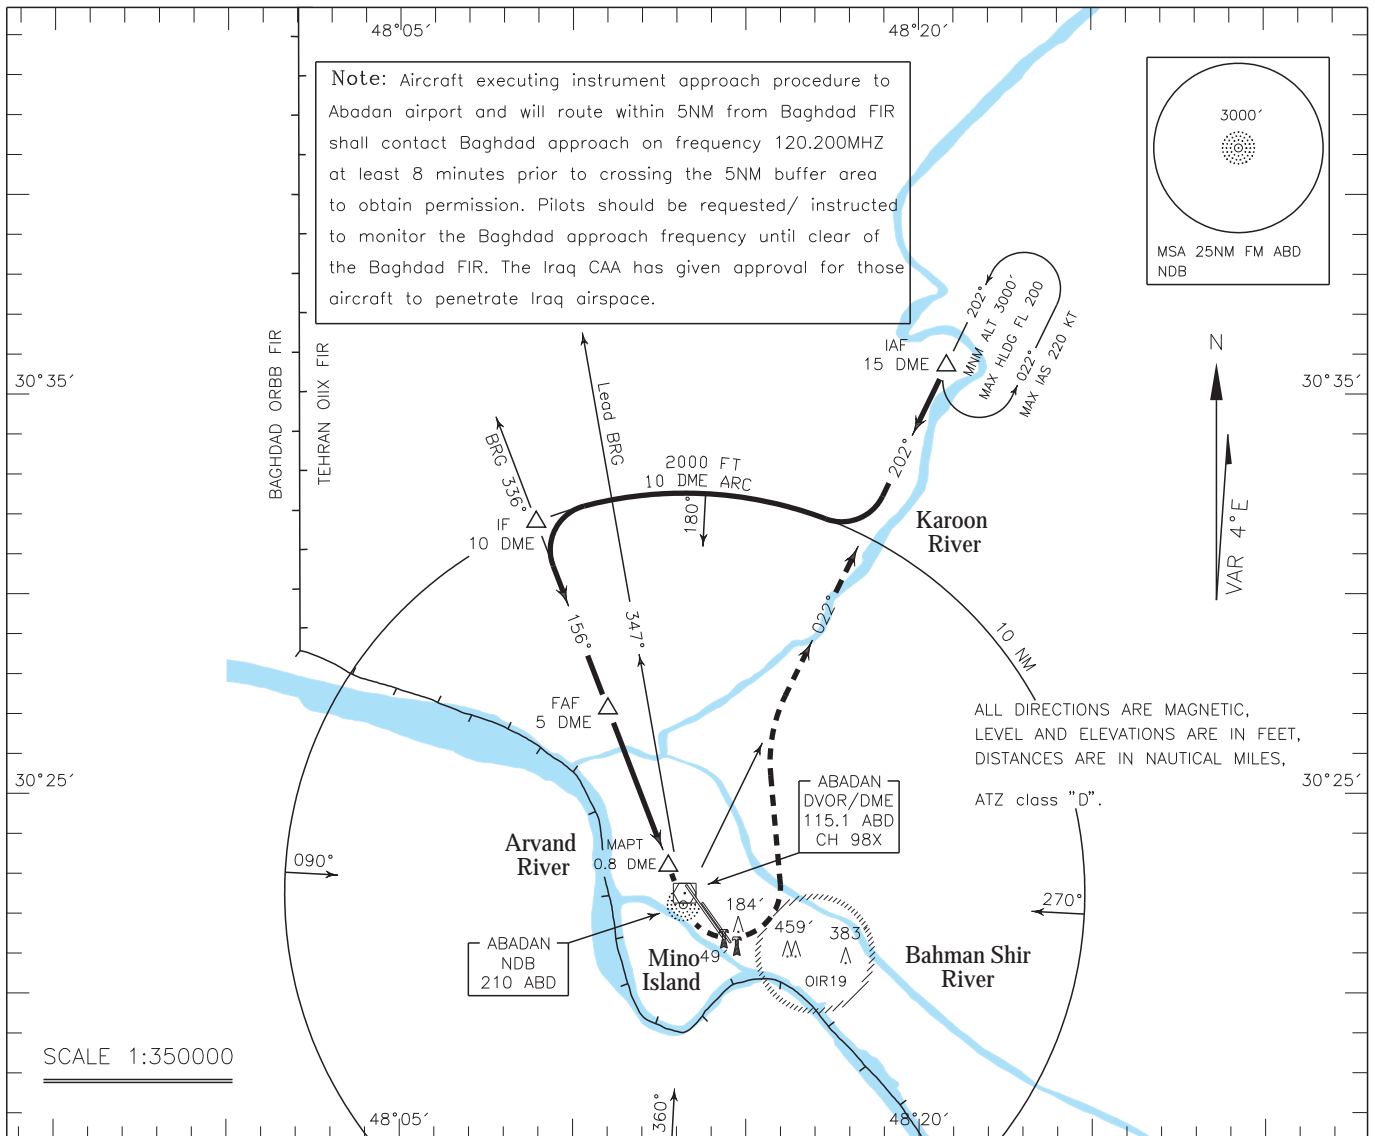 48°05′
48°20′
Note: Aircraft executing instrument approach procedure to
Abadan airport and will route within 5NM from Baghdad FIR
shall contact Baghdad approach on frequency 120.200MHZ
at least 8 minutes prior to crossing the 5NM buffer area
to obtain permission. Pilots should be requested/ instructed
to monitor the Baghdad approach frequency until clear of
the Baghdad FIR. The Iraq CAA has given approval for those
aircraft to penetrate Iraq airspace.
3000′
MSA 25NM FM ABD
NDB
202°
MNM ALT 3000′
MAX HLDG FL 200
022°
MAX IAS 220 KT
IAF
15 DME
N
VAR 4°E
30°35′
30°35′
BAGHDAD ORBB FIR
TEHRAN OIIX FIR
Lead BRG
BRG 336°
2000 FT
10 DME ARC
180°
202°
IF
10 DME
Karoon
River
156°
347°
022°
10 NM
FAF
5 DME
ALL DIRECTIONS ARE MAGNETIC,
LEVEL AND ELEVATIONS ARE IN FEET,
DISTANCES ARE IN NAUTICAL MILES,
ATZ class "D".
30°25′
30°25′
ABADAN
DVOR/DME
115.1 ABD
CH 98X
Arvand
River
MAPT
0.8 DME
090°
270°
184′
459′
383′
49′
OIR19
Mino
Island
Bahman Shir
River
ABADAN
NDB
210 ABD
SCALE 1:350000
360°
48°05′
48°20′